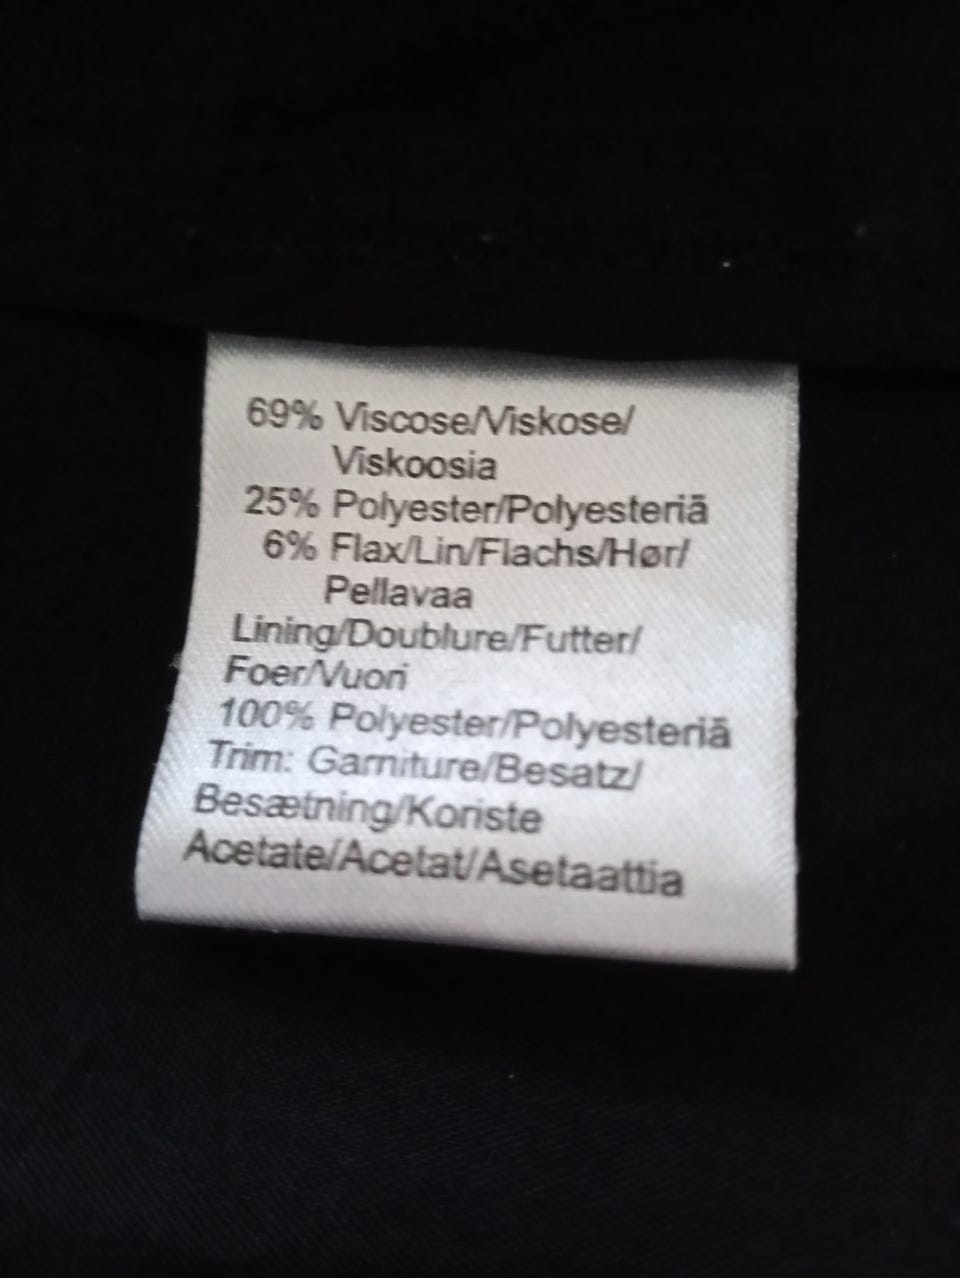 69% Viscose/Viskose/
Viskoosia
25% Polyester/Polyesteriä
6% Flax/Lin/Flachs/Hør/
Pellavaa
Lining/Doublure/Futter/
Foer/Vuori
100% Polyester/Polyesteriä
Trim: Garniture/Besatz/
Besætning/Koriste
Acetate/Acetat/Asetaattia